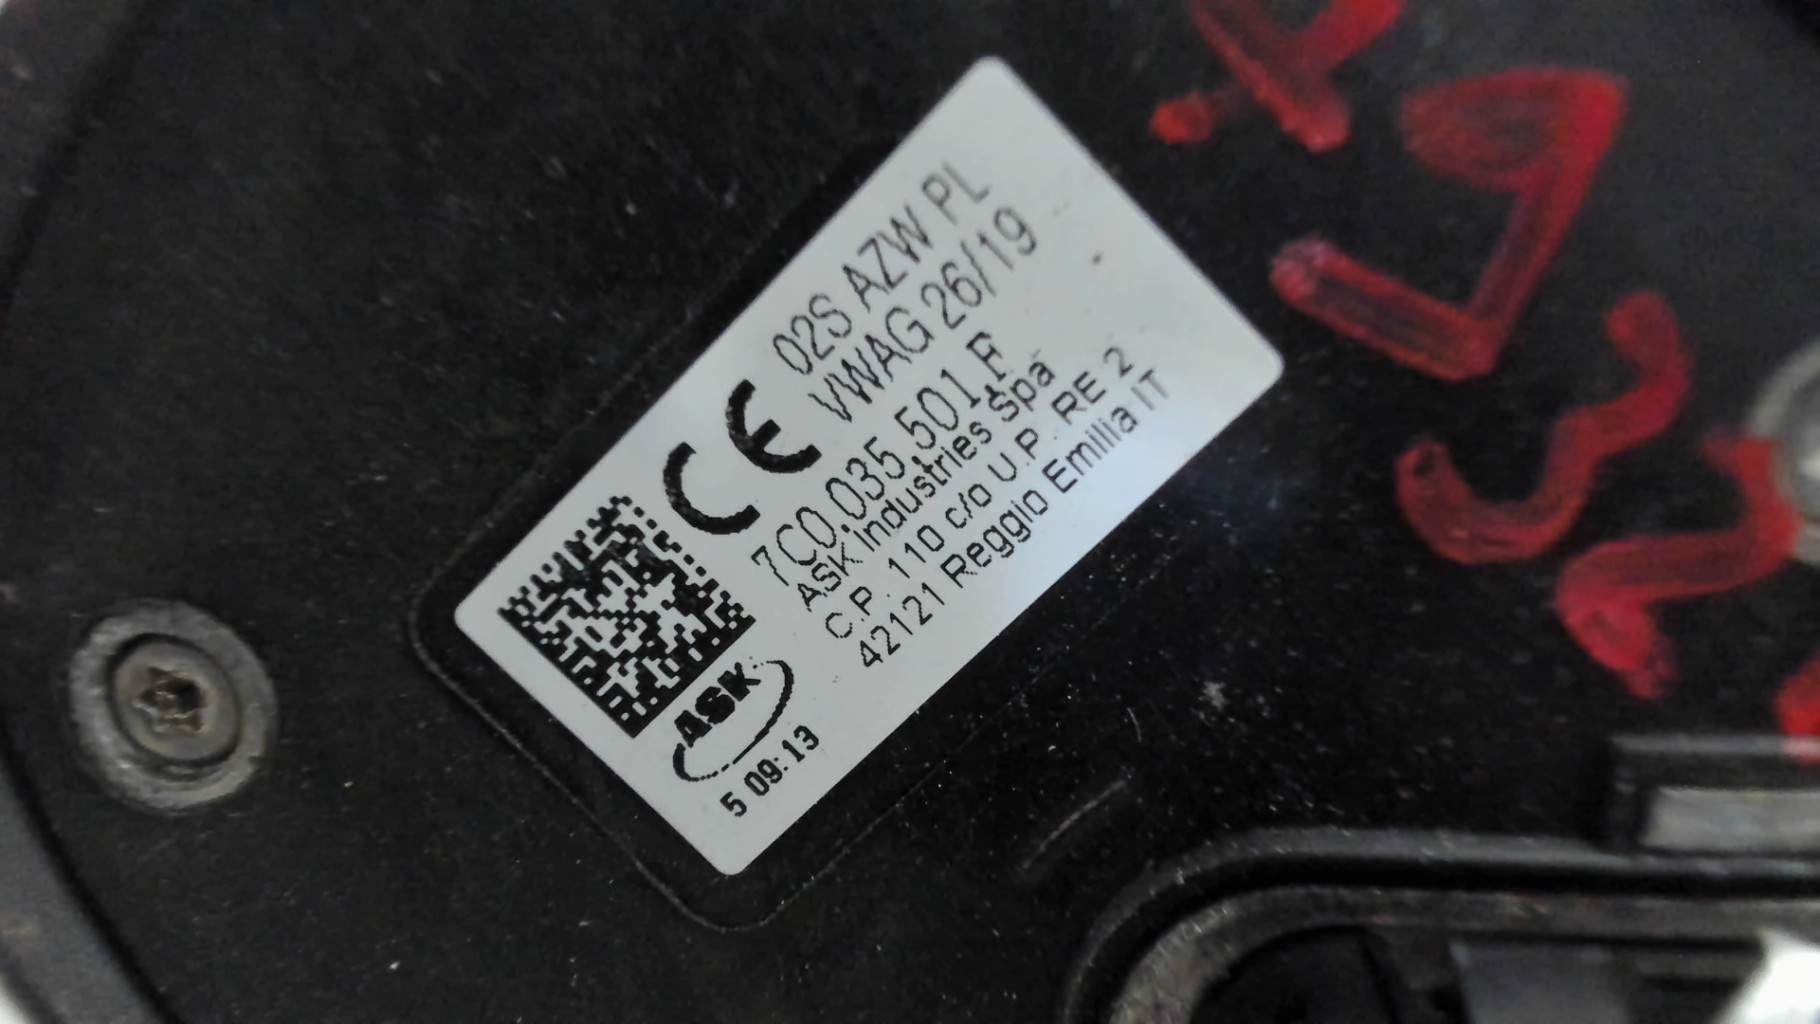 02S AZW PL
VWAG 26/19
CE
7C0.035.501.F
ASK Industries Spa
C.P. 110 c/o U.P. RE 2
42121 Reggio Emilia IT
ASK
5 09:13